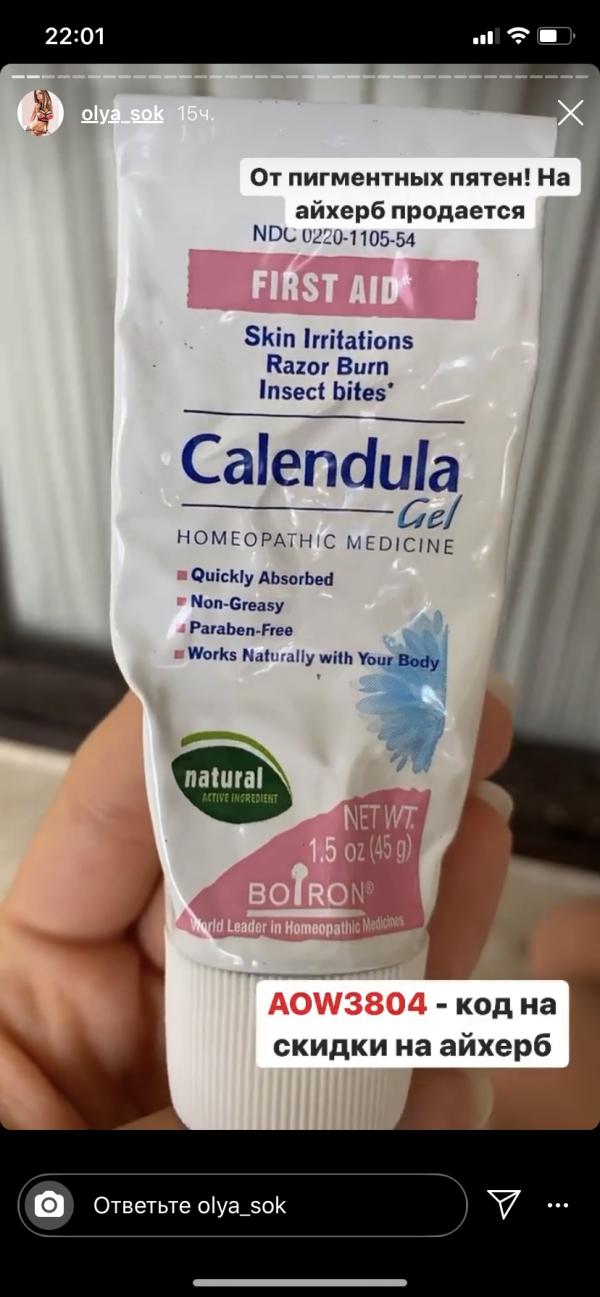 22:01
olya_sok 15ч.
От пигментных пятен! На
айхерб продается
NDC 0220-1105-54
FIRST AID*
Skin Irritations
Razor Burn
Insect bites*
Calendula
Gel
HOMEOPATHIC MEDICINE
Quickly Absorbed
Non-Greasy
Paraben-Free
Works Naturally with Your Body
natural
ACTIVE INGREDIENT
NET WT.
1.5 oz (45 g)
BOIRON®
World Leader in Homeopathic Medicines
AOW3804 - код на
скидки на айхерб
Ответьте olya_sok